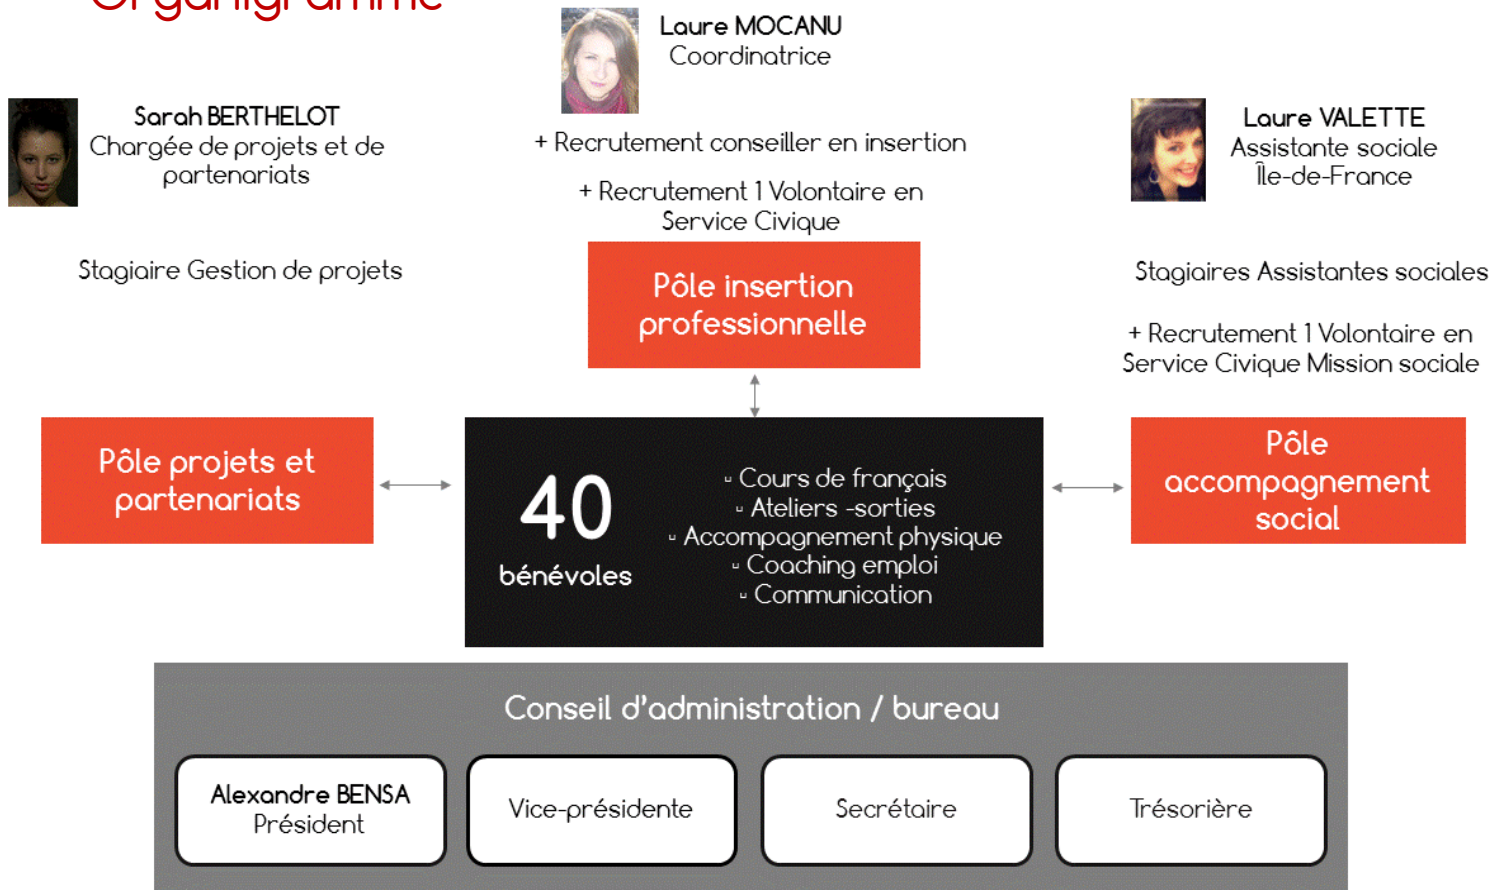 Organigramme
Laure MOCANU
Coordinatrice
+ Recrutement conseiller en insertion
+ Recrutement 1 Volontaire en
Service Civique
Sarah BERTHELOT
Chargée de projets et de
partenariats
Stagiaire Gestion de projets
Laure VALETTE
Assistante sociale
Île-de-France
Stagiaires Assistantes sociales
+ Recrutement 1 Volontaire en
Service Civique Mission sociale
Pôle insertion
professionnelle
Pôle projets et
partenariats
40
bénévoles
▫ Cours de français
▫ Ateliers -sorties
▫ Accompagnement physique
▫ Coaching emploi
▫ Communication
Pôle
accompagnement
social
Conseil d'administration / bureau
Alexandre BENSA
Président
Vice-présidente
Secrétaire
Trésorière